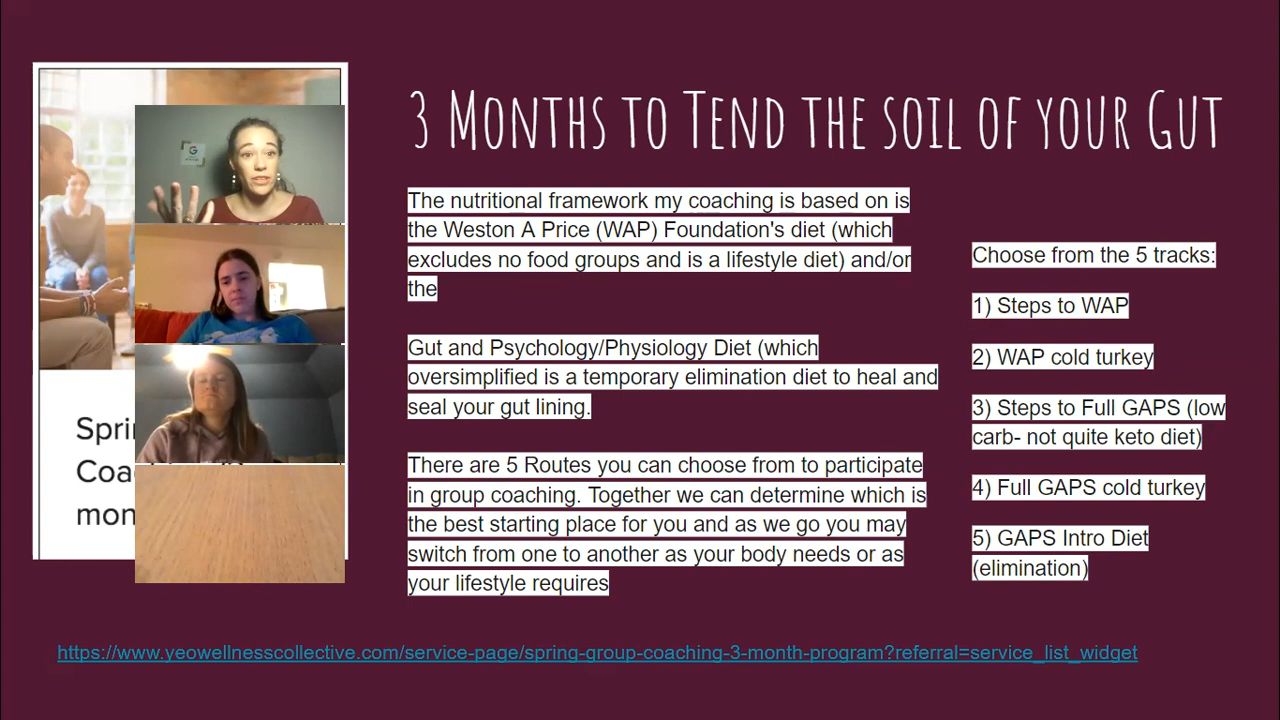 3 Months to Tend the soil of your Gut
The nutritional framework my coaching is based on is
the Weston A Price (WAP) Foundation's diet (which
excludes no food groups and is a lifestyle diet) and/or
the
Gut and Psychology/Physiology Diet (which
oversimplified is a temporary elimination diet to heal and
seal your gut lining.
There are 5 Routes you can choose from to participate
in group coaching. Together we can determine which is
the best starting place for you and as we go you may
switch from one to another as your body needs or as
your lifestyle requires
Choose from the 5 tracks:
1) Steps to WAP
2) WAP cold turkey
3) Steps to Full GAPS (low
carb- not quite keto diet)
4) Full GAPS cold turkey
5) GAPS Intro Diet
(elimination)
G
https://www.yeowellnesscollective.com/service-page/spring-group-coaching-3-month-program?referral=service_list_widget